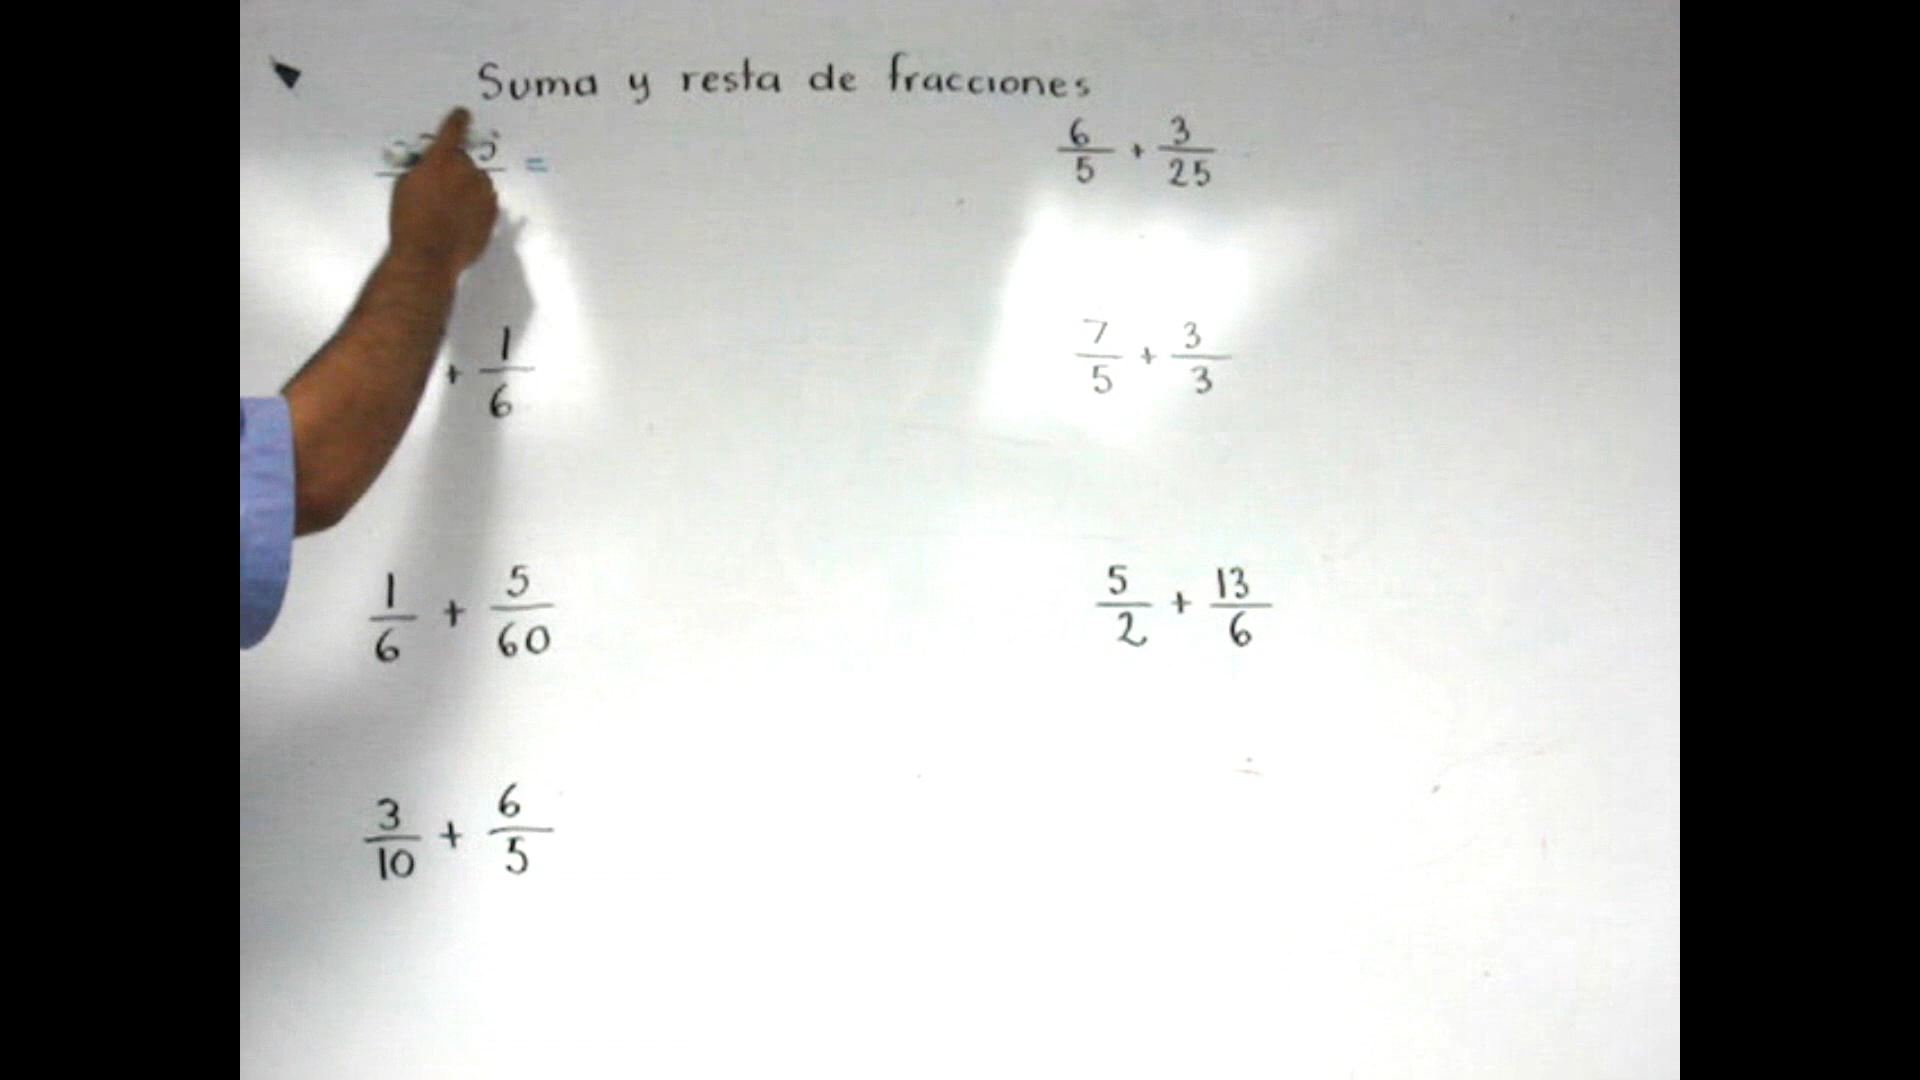 Suma y resta de fracciones
5 =
6/5 + 3/25
+ 1/6
7/5 + 3/3
1/6 + 5/60
5/2 + 13/6
3/10 + 6/5